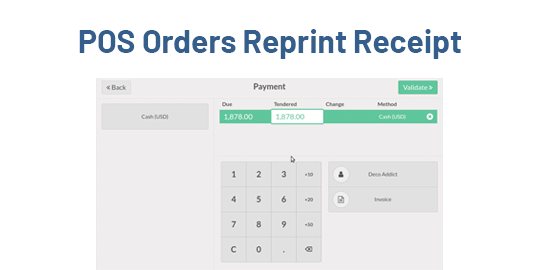 POS Orders Reprint Receipt
« Back Payment Validate »
Due Tendered Change Method
Cash (USD) 1,878.00 1,878.00 Cash (USD)
1 2 3 +10
Deco Addict
4 5 6 +20
Invoice
7 8 9 +50
C 0 .